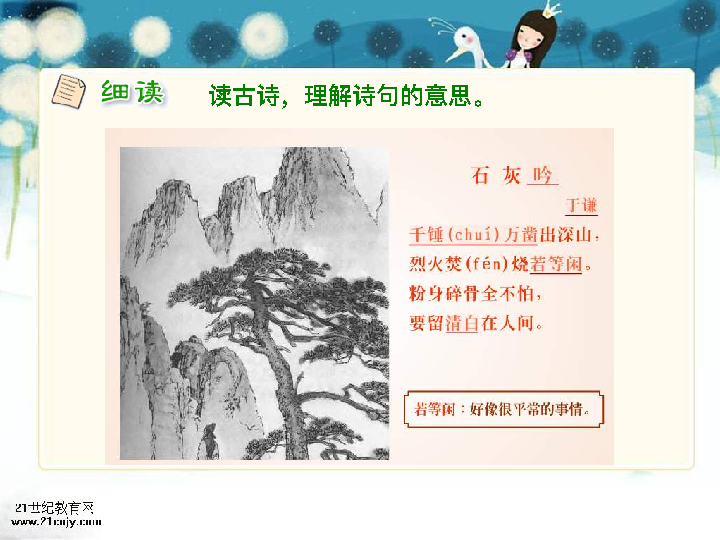 细读
读古诗，理解诗句的意思。
石 灰 吟
于谦
千锤(chuí)万凿出深山，
烈火焚(fén)烧若等闲。
粉身碎骨全不怕，
要留清白在人间。
若等闲：好像很平常的事情。
21世纪教育网
www.21cnjy.com